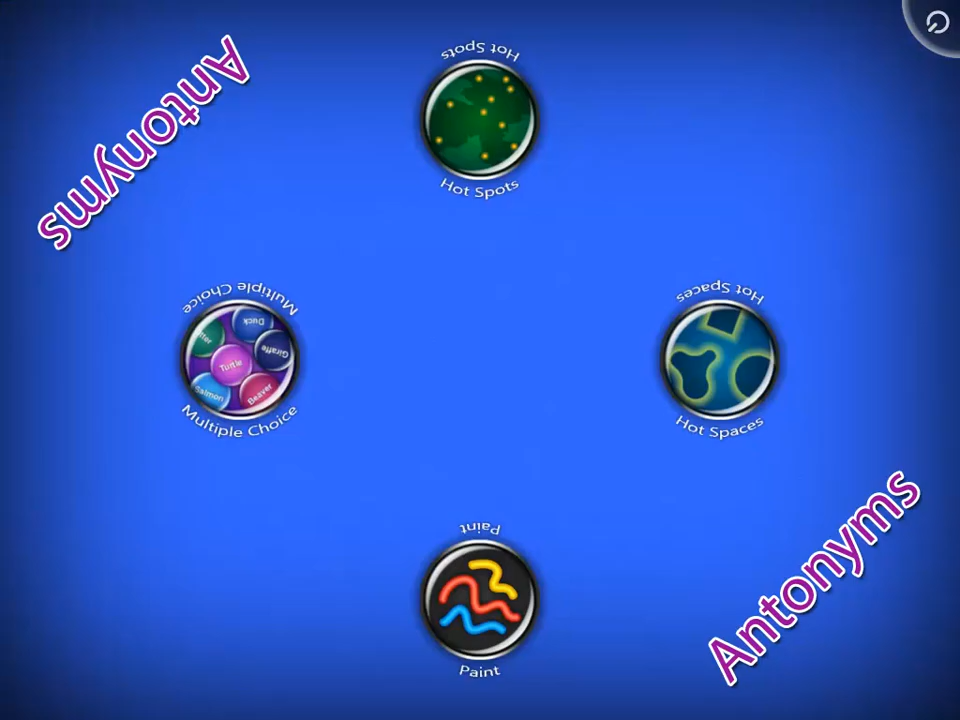 Antonyms
Hot Spots
Hot Spots
Multiple Choice
Duck
Giraffe
Turtle
Salmon
Beaver
Multiple Choice
Hot Spaces
Hot Spaces
Paint
Paint
Antonyms